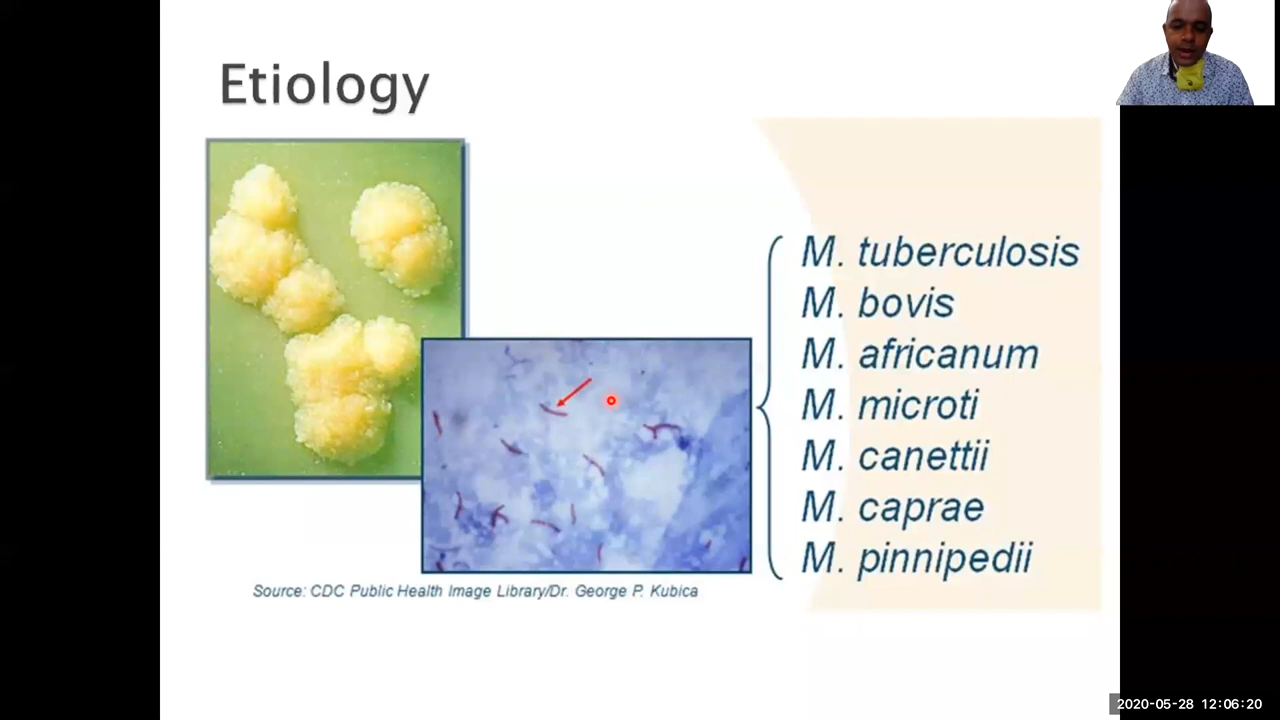 Etiology
M. tuberculosis
M. bovis
M. africanum
M. microti
M. canettii
M. caprae
M. pinnipedii
Source: CDC Public Health Image Library/Dr. George P. Kubica
2020-05-28 12:06:20